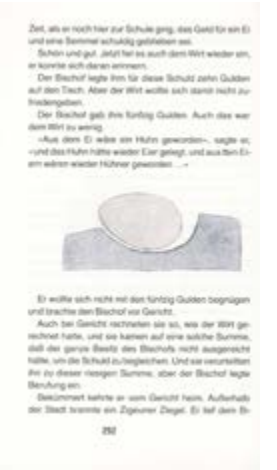 Zeit, als er noch hier zur Schule ging, das Geld für ein Ei
und eine Semmel schuldig geblieben sei.
Schön und gut. Jetzt fiel es auch dem Wirt wieder ein,
er konnte sich daran erinnern.
Der Bischof legte ihm für diese Schuld zehn Gulden
auf den Tisch. Aber der Wirt wollte sich damit nicht zu-
friedengeben.
Der Bischof gab ihm fünfzig Gulden. Auch das war
dem Wirt zu wenig.
»Aus dem Ei wäre ein Huhn geworden«, sagte er,
»und das Huhn hätte wieder Eier gelegt, und aus den Ei-
ern wären wieder Hühner geworden ...«
Er wollte sich nicht mit den fünfzig Gulden begnügen
und brachte den Bischof vor Gericht.
Auch bei Gericht rechneten sie so, wie der Wirt ge-
rechnet hatte, und sie kamen auf eine solche Summe,
daß der ganze Besitz des Bischofs nicht ausgereicht
hätte, um die Schuld zu begleichen. Und sie verurteilten
ihn zu dieser riesigen Summe, aber der Bischof legte
Berufung ein.
Bekümmert kehrte er vom Gericht heim. Außerhalb
der Stadt brannte ein Zigeuner Ziegel. Er lief dem Bi-
292